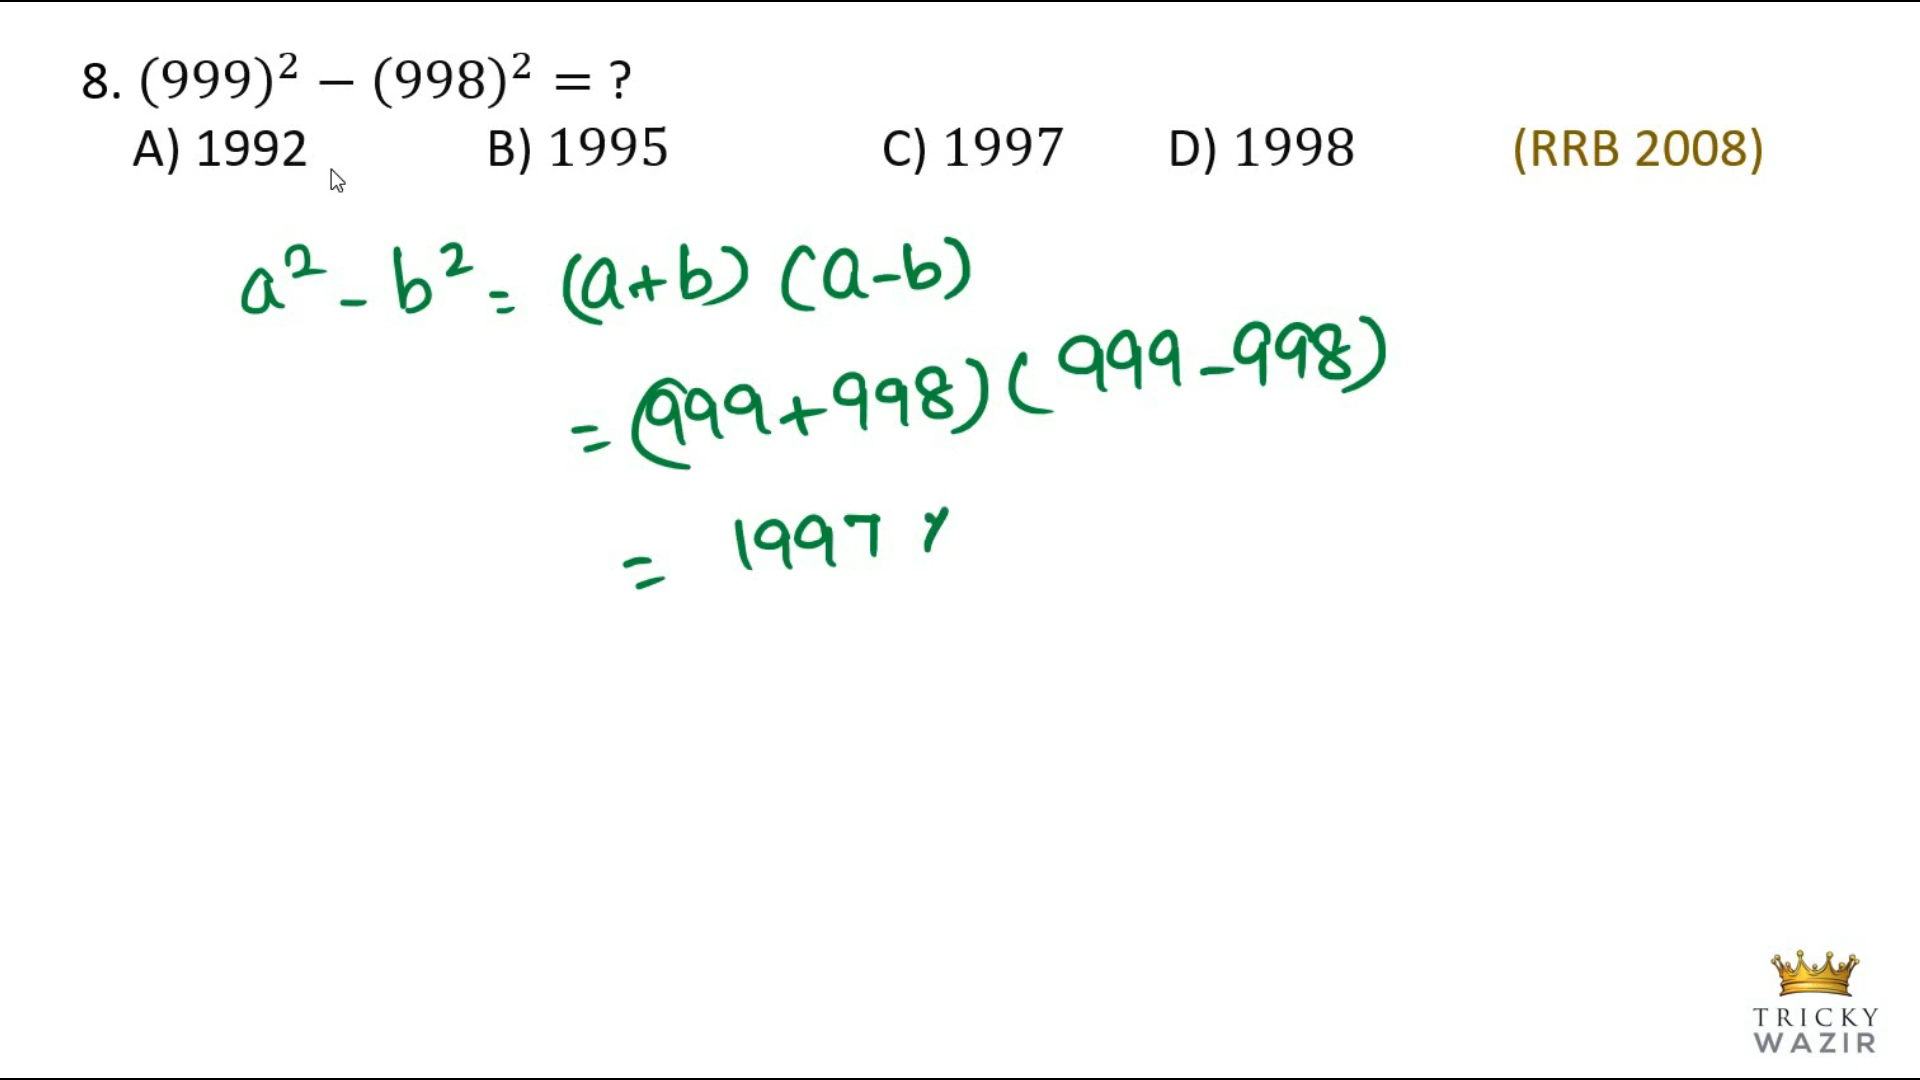 8. (999)² − (998)² = ?
A) 1992 B) 1995 C) 1997 D) 1998 (RRB 2008)
a² - b² = (a+b) (a-b)
= (999+998) (999-998)
= 1997 ×
TRICKY
WAZIR